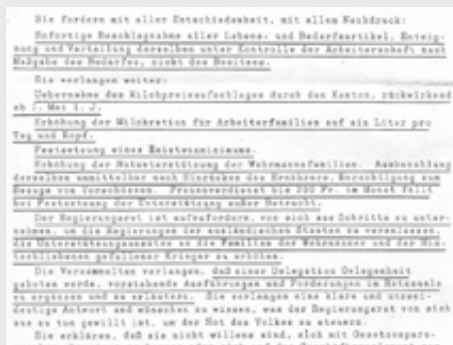 Sie fordern mit aller Entschiedenheit, mit allem Nachdruck:
Sofortige Beschlagnahme aller Lebens- und Bedarfsartikel, Enteig-
nung und Verteilung derselben unter Kontrolle der Arbeiterschaft nach
Maßgabe des Bedarfes, nicht des Besitzes.
Sie verlangen weiter:
Uebernahme des Milchpreisaufschlages durch den Kanton, rückwirkend
ab 1. Mai l. J.
Erhöhung der Milchration für Arbeiterfamilien auf ein Liter pro
Tag und Kopf.
Festsetzung eines Existenzminimums.
Erhöhung der Notunterstützung der Wehrmannsfamilien. Ausbezahlung
derselben unmittelbar nach Einrücken des Ernährers. Berechtigung zum
Bezuge von Vorschüssen. Frauenverdienst bis 200 Fr. im Monat fällt
bei Festsetzung der Unterstützung außer Betracht.
Der Regierungsrat ist aufzufordern, von sich aus Schritte zu unter-
nehmen, um die Regierungen der ausländischen Staaten zu veranlassen,
die Unterstützungsansätze an die Familien der Wehrmänner und der Hin-
terbliebenen gefallener Krieger zu erhöhen.
Die Versammelten verlangen, daß einer Delegation Gelegenheit
geboten werde, vorstehende Ausführungen und Forderungen im Ratssaale
zu ergänzen und zu erläutern. Sie verlangen eine klare und unzwei-
deutige Antwort und wünschen zu wissen, was der Regierungsrat von sich
aus zu tun gewillt ist, um der Not des Volkes zu steuern.
Sie erklären, daß sie nicht willens sind, sich mit